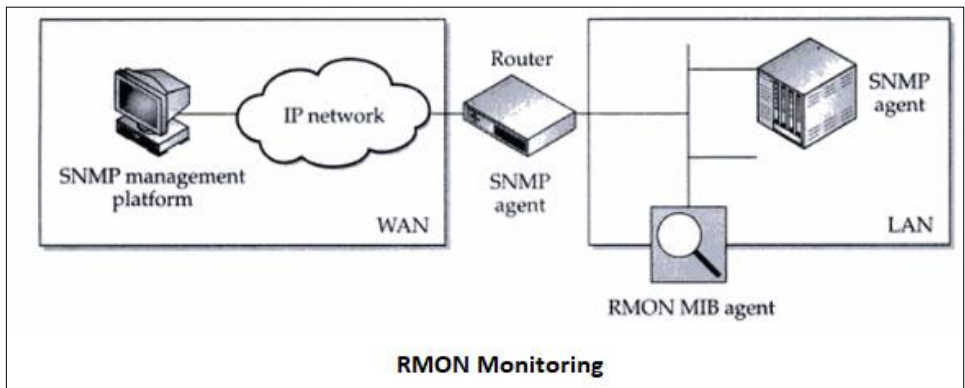 Router
IP network
SNMP
agent
SNMP management
platform
SNMP
agent
WAN
LAN
RMON MIB agent
RMON Monitoring